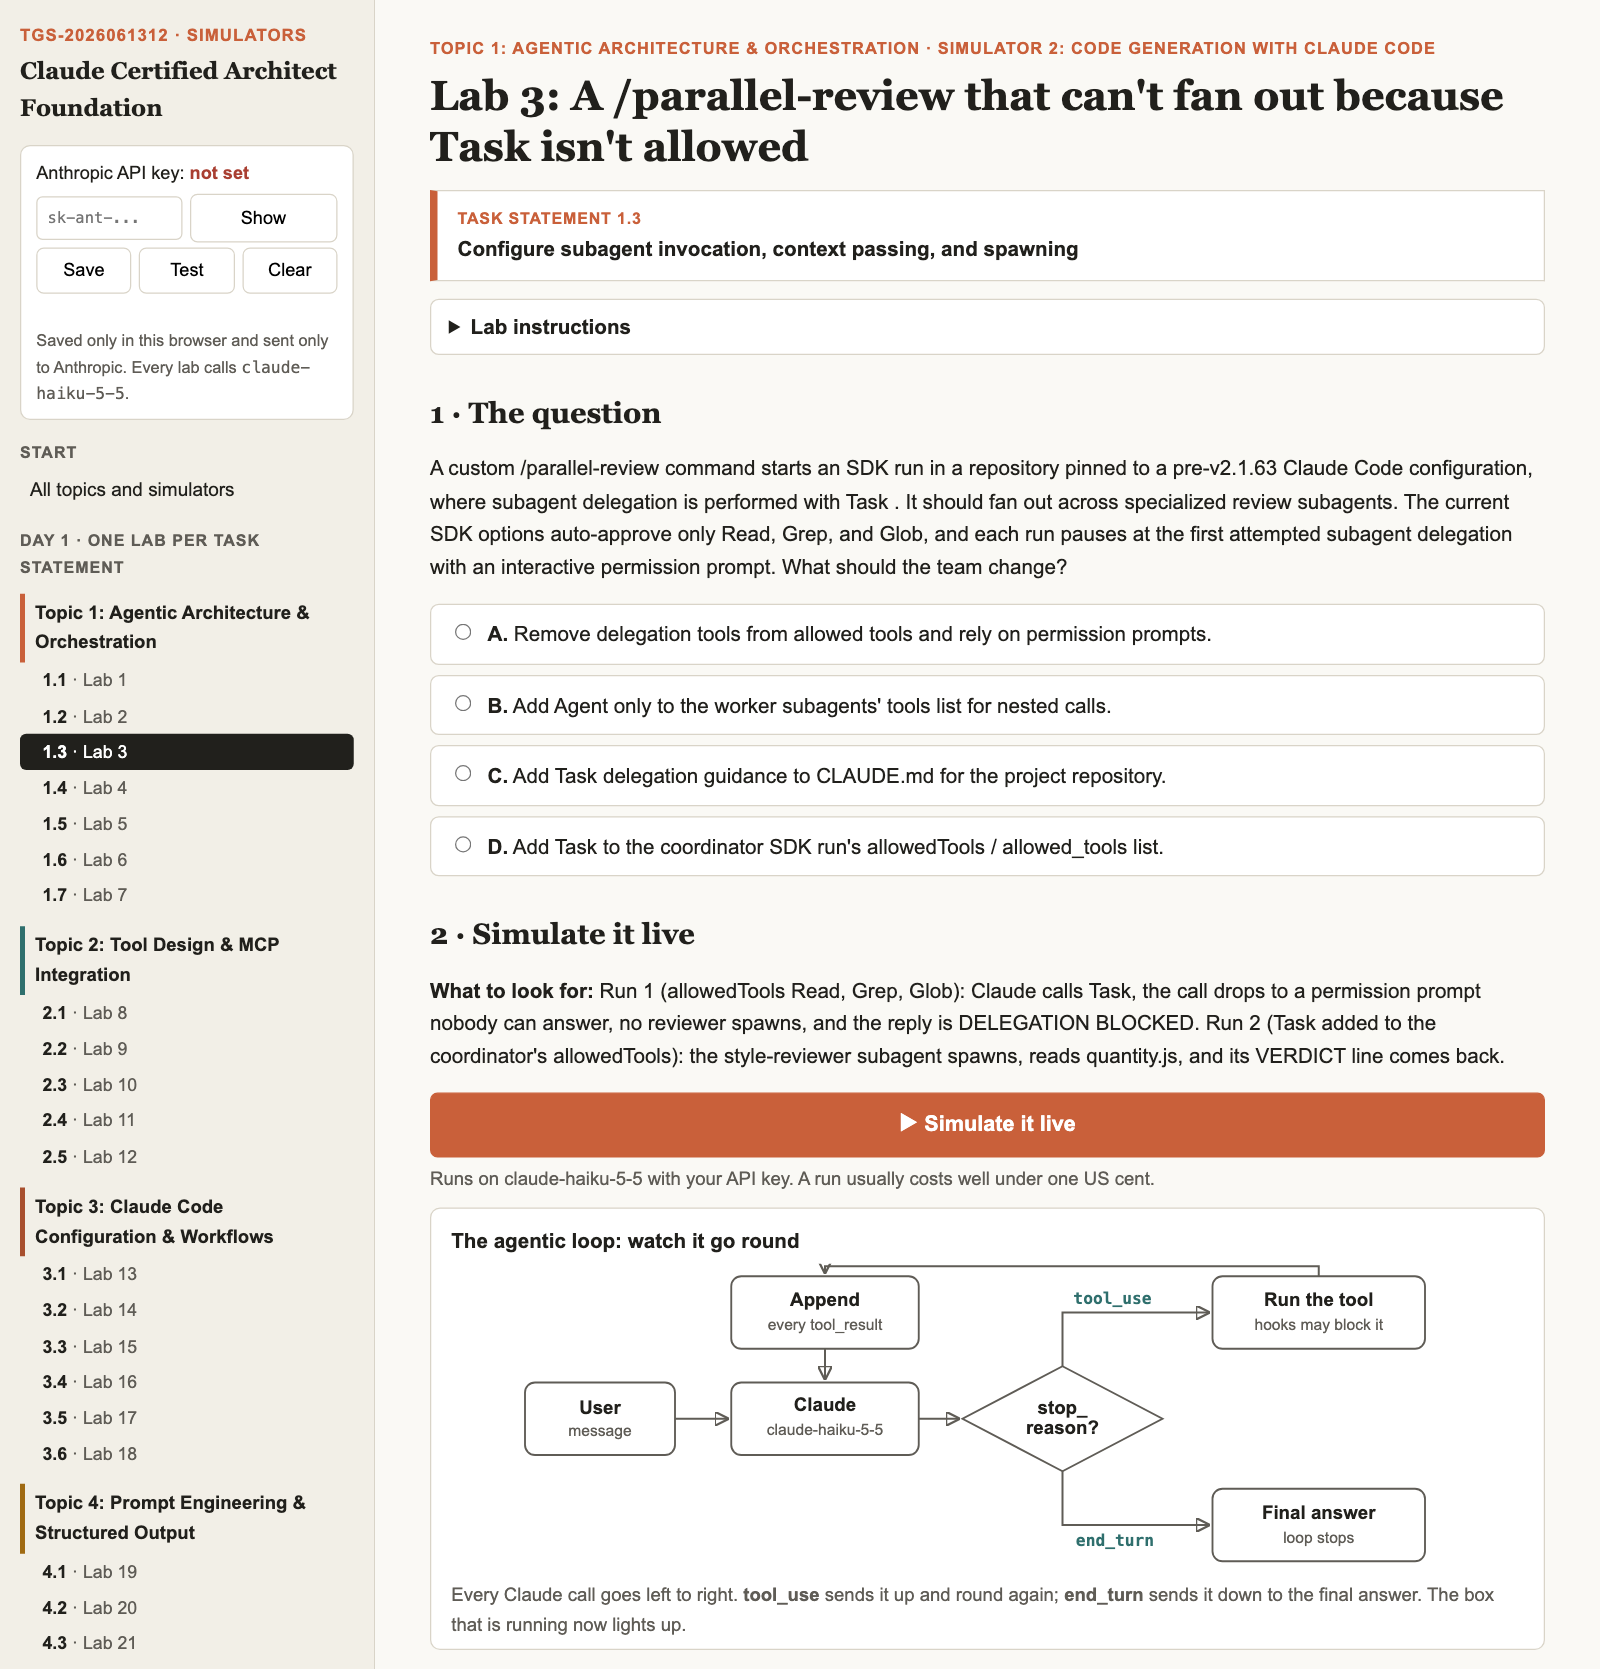 TGS-2026061312 · SIMULATORS
Claude Certified Architect
Foundation
Anthropic API key: not set
sk-ant-...
Show
Save
Test
Clear
Saved only in this browser and sent only
to Anthropic. Every lab calls claude-
haiku-5-5.
START
All topics and simulators
DAY 1 · ONE LAB PER TASK
STATEMENT
Topic 1: Agentic Architecture &
Orchestration
1.1 · Lab 1
1.2 · Lab 2
1.3 · Lab 3
1.4 · Lab 4
1.5 · Lab 5
1.6 · Lab 6
1.7 · Lab 7
Topic 2: Tool Design & MCP
Integration
2.1 · Lab 8
2.2 · Lab 9
2.3 · Lab 10
2.4 · Lab 11
2.5 · Lab 12
Topic 3: Claude Code
Configuration & Workflows
3.1 · Lab 13
3.2 · Lab 14
3.3 · Lab 15
3.4 · Lab 16
3.5 · Lab 17
3.6 · Lab 18
Topic 4: Prompt Engineering &
Structured Output
4.1 · Lab 19
4.2 · Lab 20
4.3 · Lab 21
TOPIC 1: AGENTIC ARCHITECTURE & ORCHESTRATION · SIMULATOR 2: CODE GENERATION WITH CLAUDE CODE
Lab 3: A /parallel-review that can't fan out because
Task isn't allowed
TASK STATEMENT 1.3
Configure subagent invocation, context passing, and spawning
▶ Lab instructions
1 · The question
A custom /parallel-review command starts an SDK run in a repository pinned to a pre-v2.1.63 Claude Code configuration,
where subagent delegation is performed with Task . It should fan out across specialized review subagents. The current
SDK options auto-approve only Read, Grep, and Glob, and each run pauses at the first attempted subagent delegation
with an interactive permission prompt. What should the team change?
A. Remove delegation tools from allowed tools and rely on permission prompts.
B. Add Agent only to the worker subagents' tools list for nested calls.
C. Add Task delegation guidance to CLAUDE.md for the project repository.
D. Add Task to the coordinator SDK run's allowedTools / allowed_tools list.
2 · Simulate it live
What to look for: Run 1 (allowedTools Read, Grep, Glob): Claude calls Task, the call drops to a permission prompt
nobody can answer, no reviewer spawns, and the reply is DELEGATION BLOCKED. Run 2 (Task added to the
coordinator's allowedTools): the style-reviewer subagent spawns, reads quantity.js, and its VERDICT line comes back.
▶ Simulate it live
Runs on claude-haiku-5-5 with your API key. A run usually costs well under one US cent.
The agentic loop: watch it go round
Append
every tool_result
tool_use
Run the tool
hooks may block it
User
message
Claude
claude-haiku-5-5
stop_
reason?
end_turn
Final answer
loop stops
Every Claude call goes left to right. tool_use sends it up and round again; end_turn sends it down to the final answer. The box
that is running now lights up.